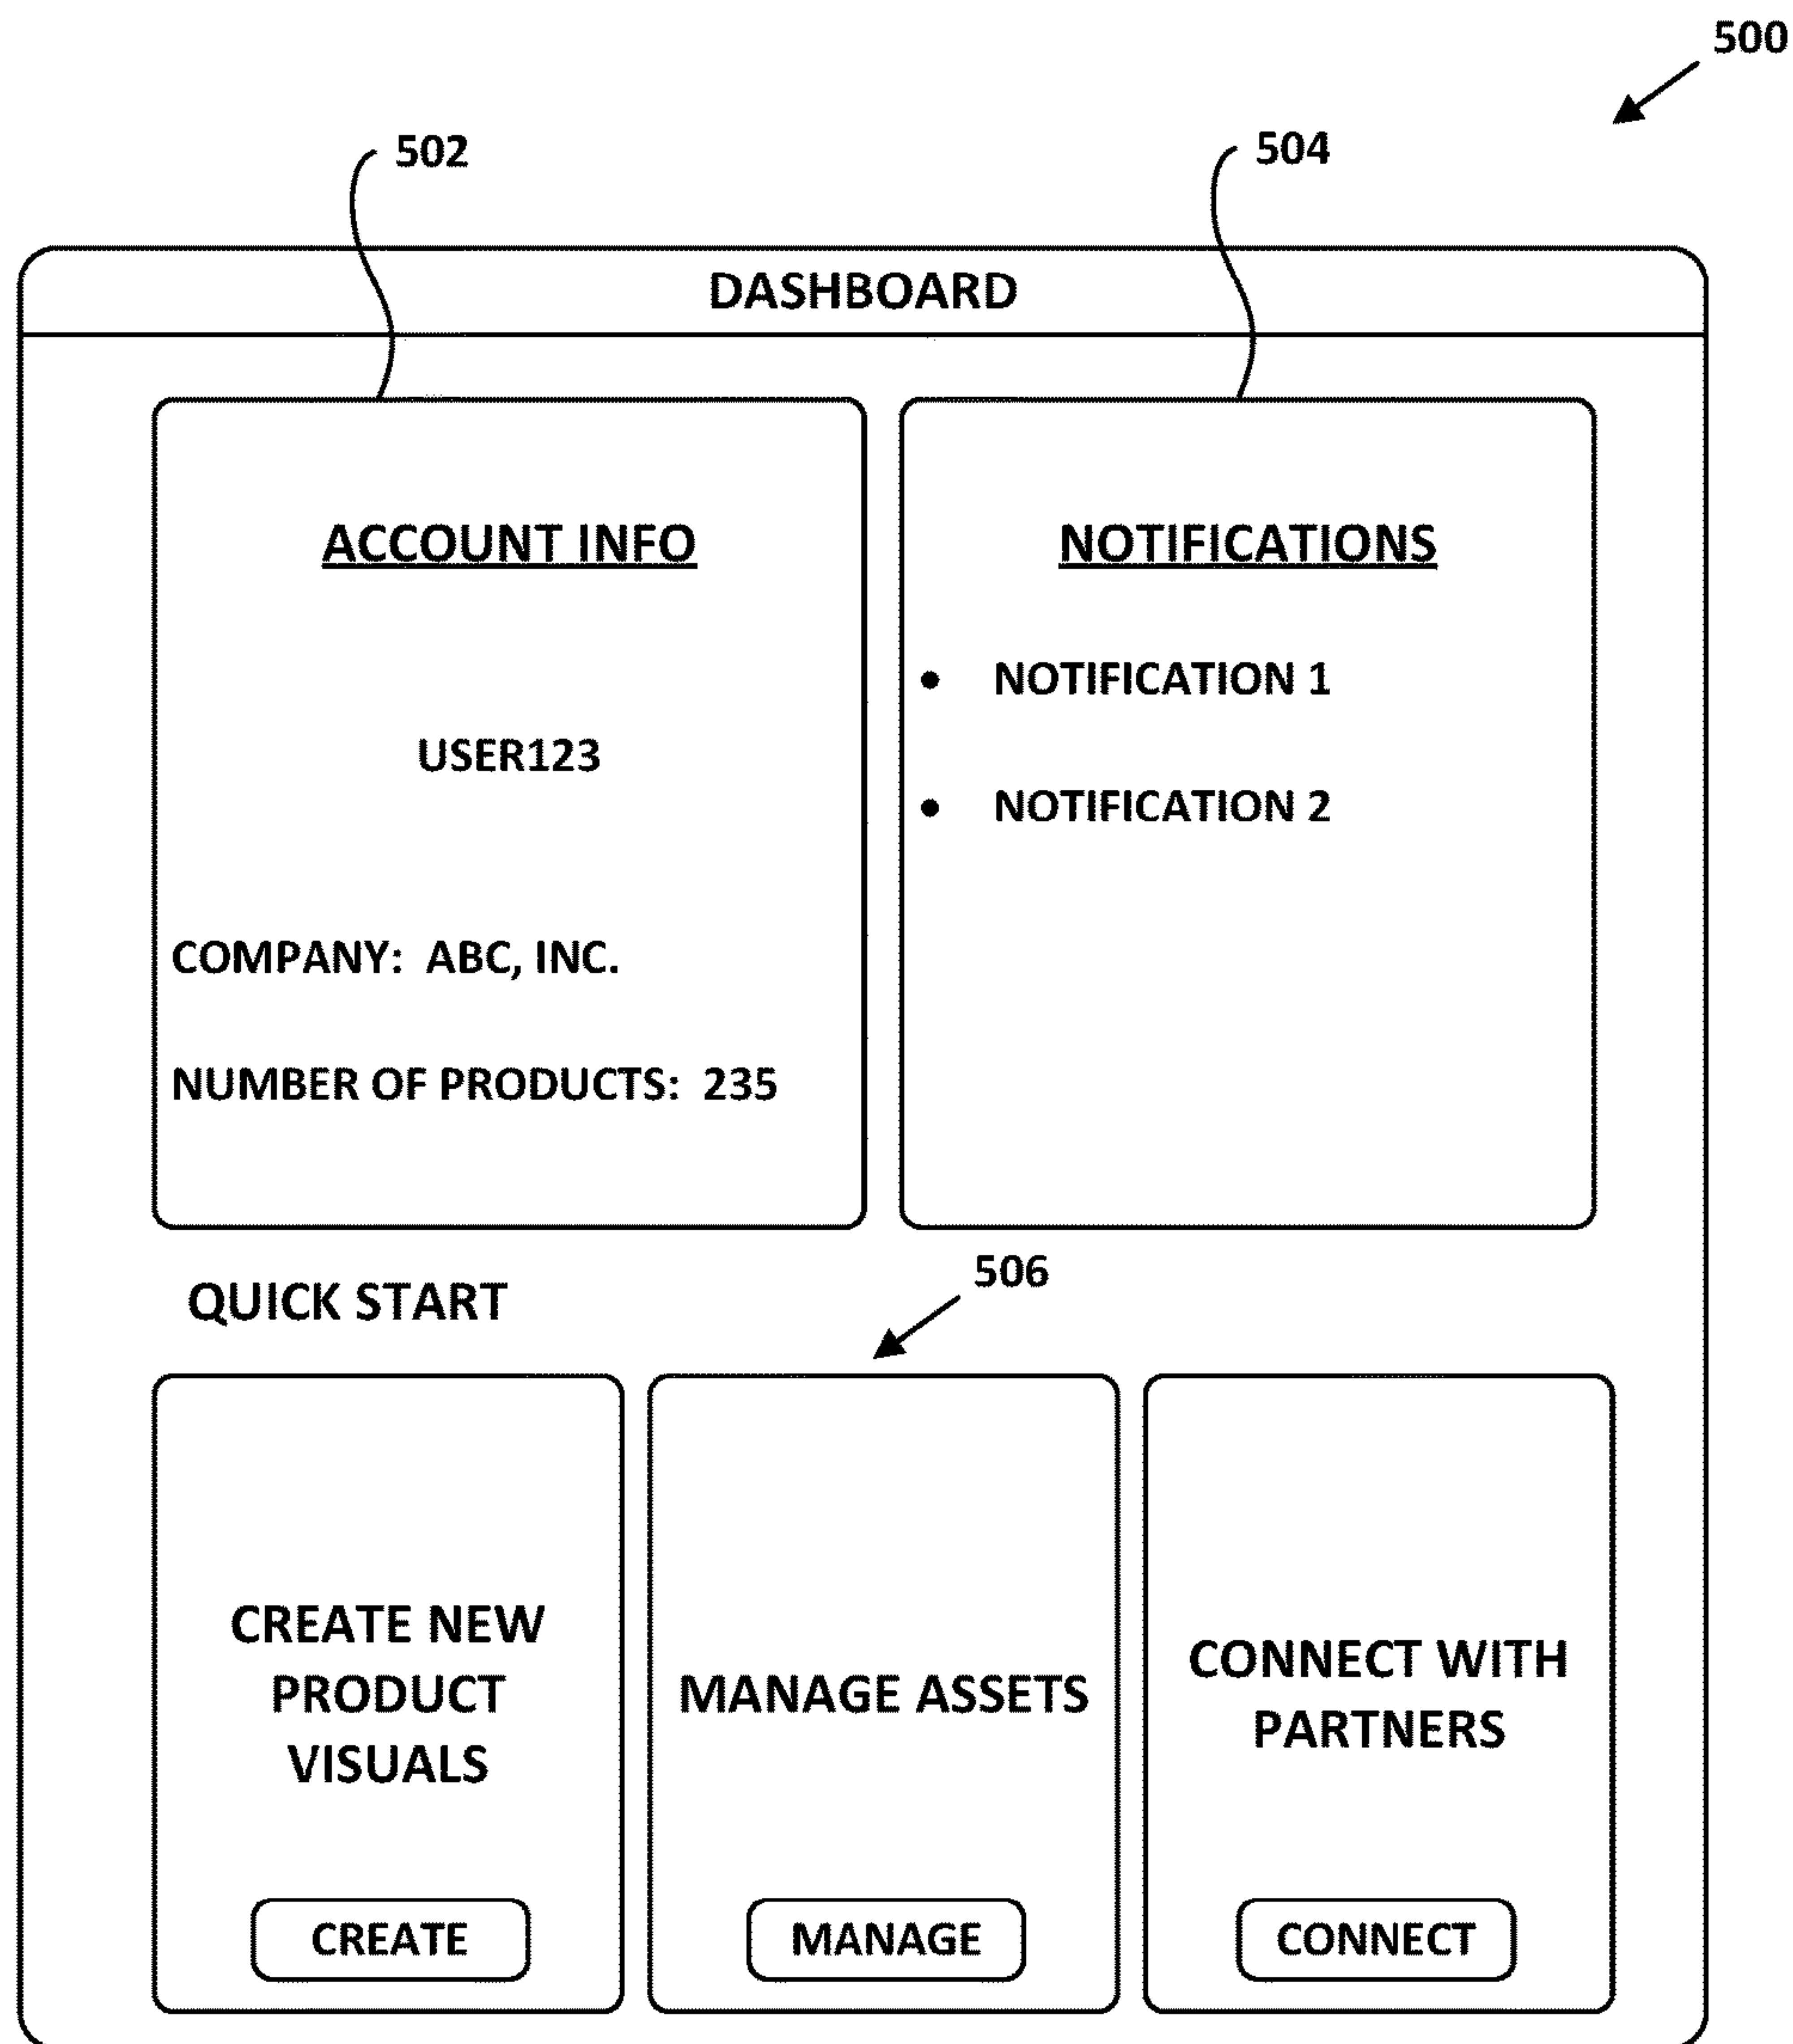 500
502
504
DASHBOARD
ACCOUNT INFO
USER123
COMPANY: ABC, INC.
NUMBER OF PRODUCTS: 235
NOTIFICATIONS
• NOTIFICATION 1
• NOTIFICATION 2
QUICK START
506
CREATE NEW
PRODUCT
VISUALS
CREATE
MANAGE ASSETS
MANAGE
CONNECT WITH
PARTNERS
CONNECT